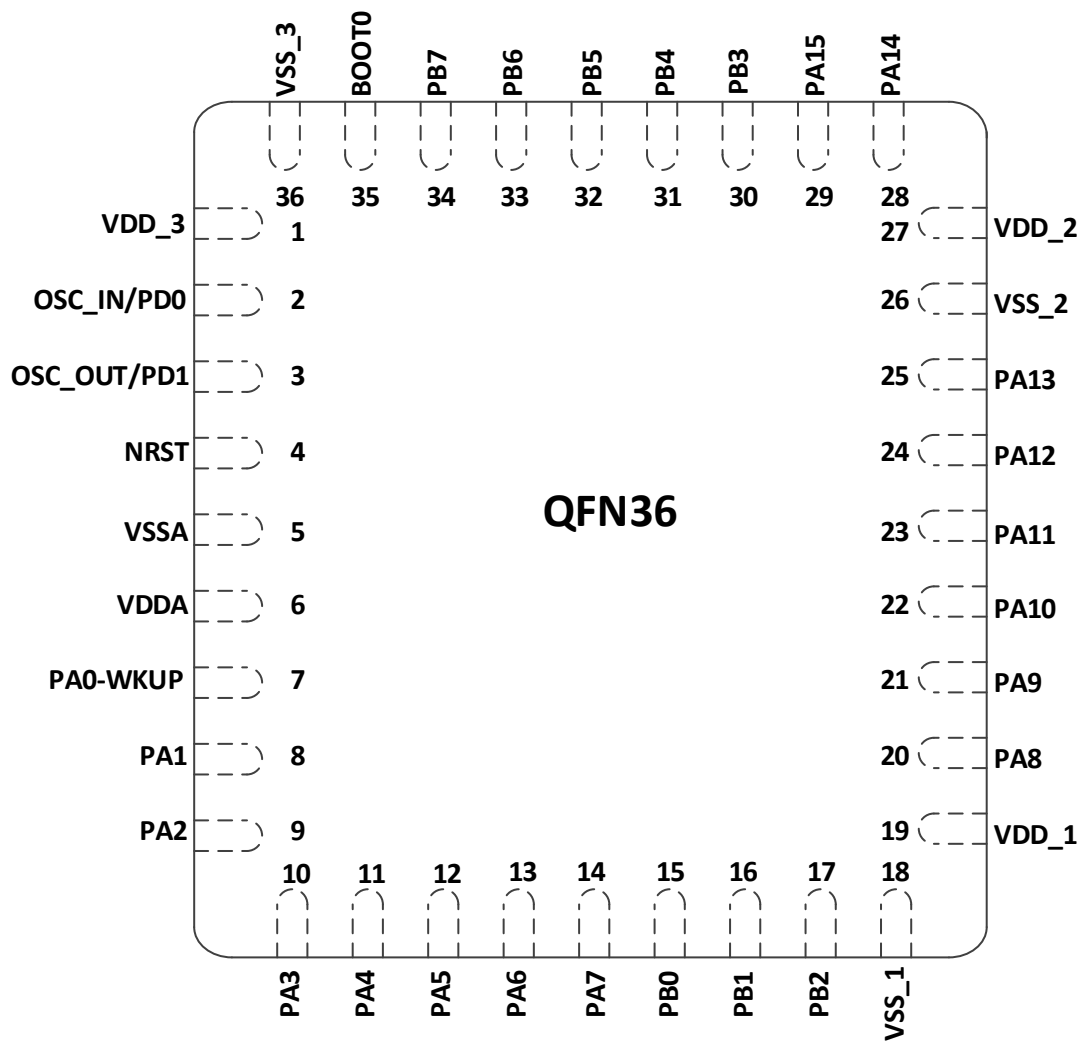 VSS_3
BOOT0
PB7
PB6
PB5
PB4
PB3
PA15
PA14
36 35 34 33 32 31 30 29 28
VDD_3 1
27 VDD_2
OSC_IN/PD0 2
26 VSS_2
OSC_OUT/PD1 3
25 PA13
NRST 4
24 PA12
QFN36
VSSA 5
23 PA11
VDDA 6
22 PA10
PA0-WKUP 7
21 PA9
PA1 8
20 PA8
PA2 9
19 VDD_1
10 11 12 13 14 15 16 17 18
PA3
PA4
PA5
PA6
PA7
PB0
PB1
PB2
VSS_1